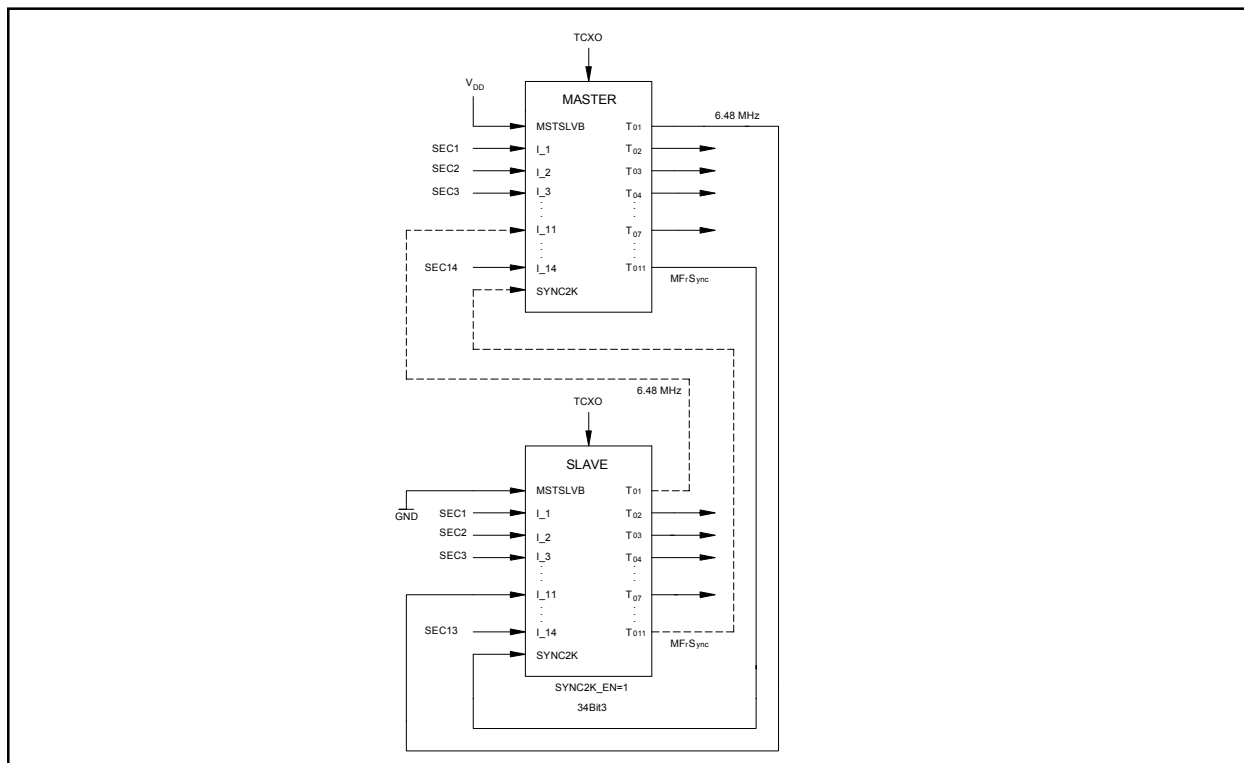 TCXO
VDD
MASTER
6.48 MHz
MSTSLVB T01
SEC1 I_1 T02
SEC2 I_2 T03
SEC3 I_3 T04
I_11 T07
SEC14 I_14 T011
MFrSync
SYNC2K
6.48 MHz
TCXO
SLAVE
MSTSLVB T01
GND
SEC1 I_1 T02
SEC2 I_2 T03
SEC3 I_3 T04
I_11 T07
SEC13 I_14 T011
MFrSync
SYNC2K
SYNC2K_EN=1
34Bit3